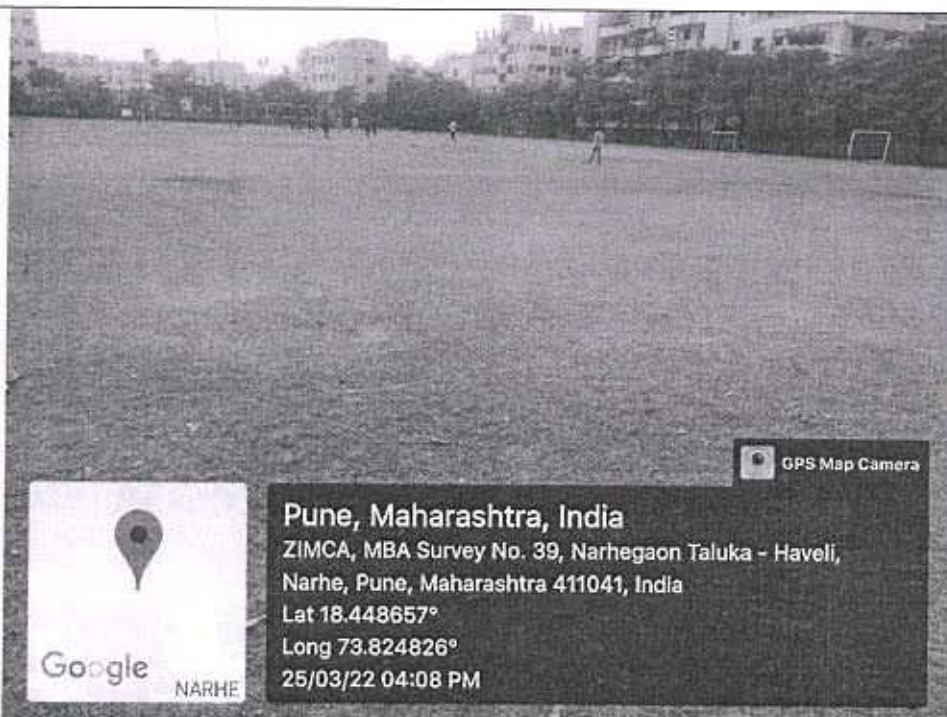 GPS Map Camera
Pune, Maharashtra, India
ZIMCA, MBA Survey No. 39, Narhegaon Taluka - Haveli,
Narhe, Pune, Maharashtra 411041, India
Lat 18.448657°
Long 73.824826°
25/03/22 04:08 PM
Google
NARHE